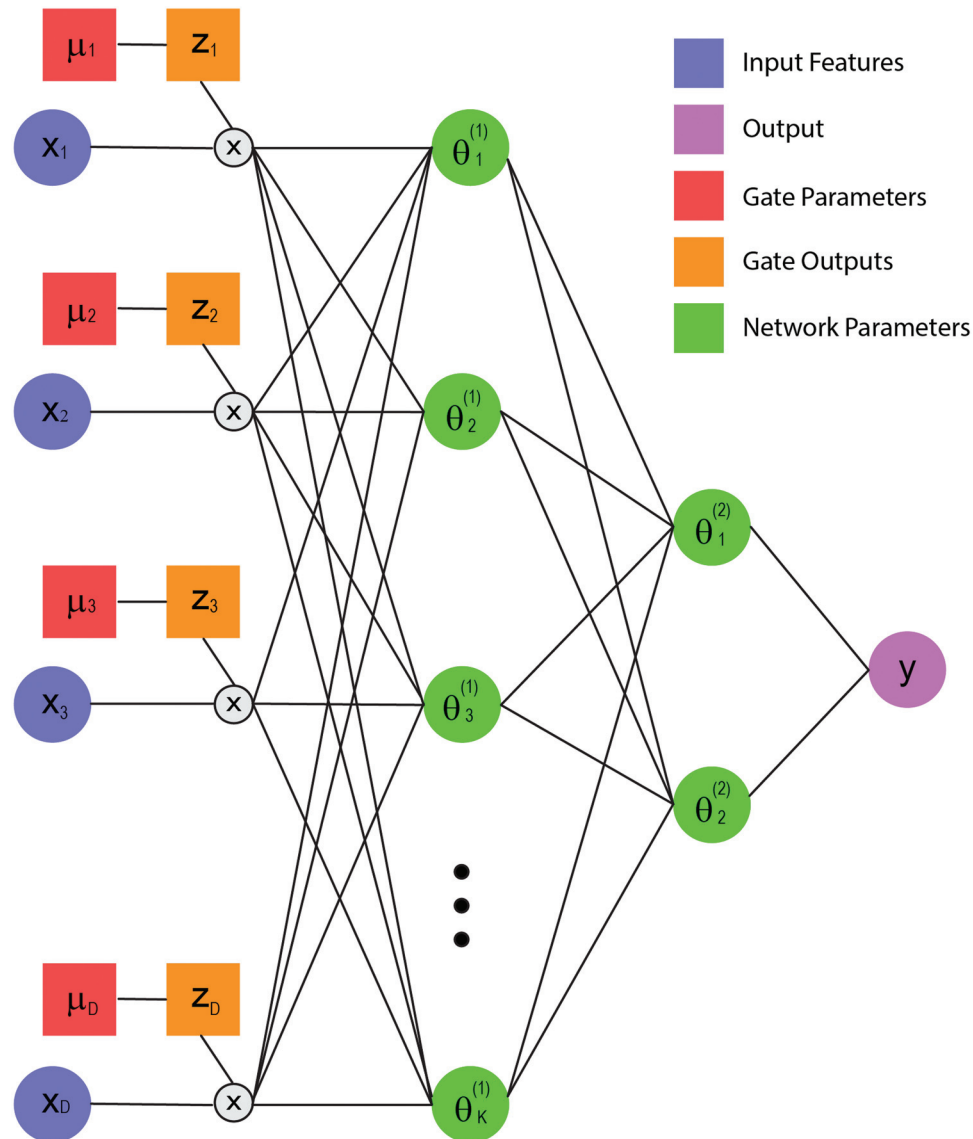 μ1 z1
x1 x θ1(1)
μ2 z2
x2 x θ2(1)
μ3 z3
x3 x θ3(1)
μD zD
xD x θK(1)
θ1(2)
θ2(2)
y
Input Features
Output
Gate Parameters
Gate Outputs
Network Parameters